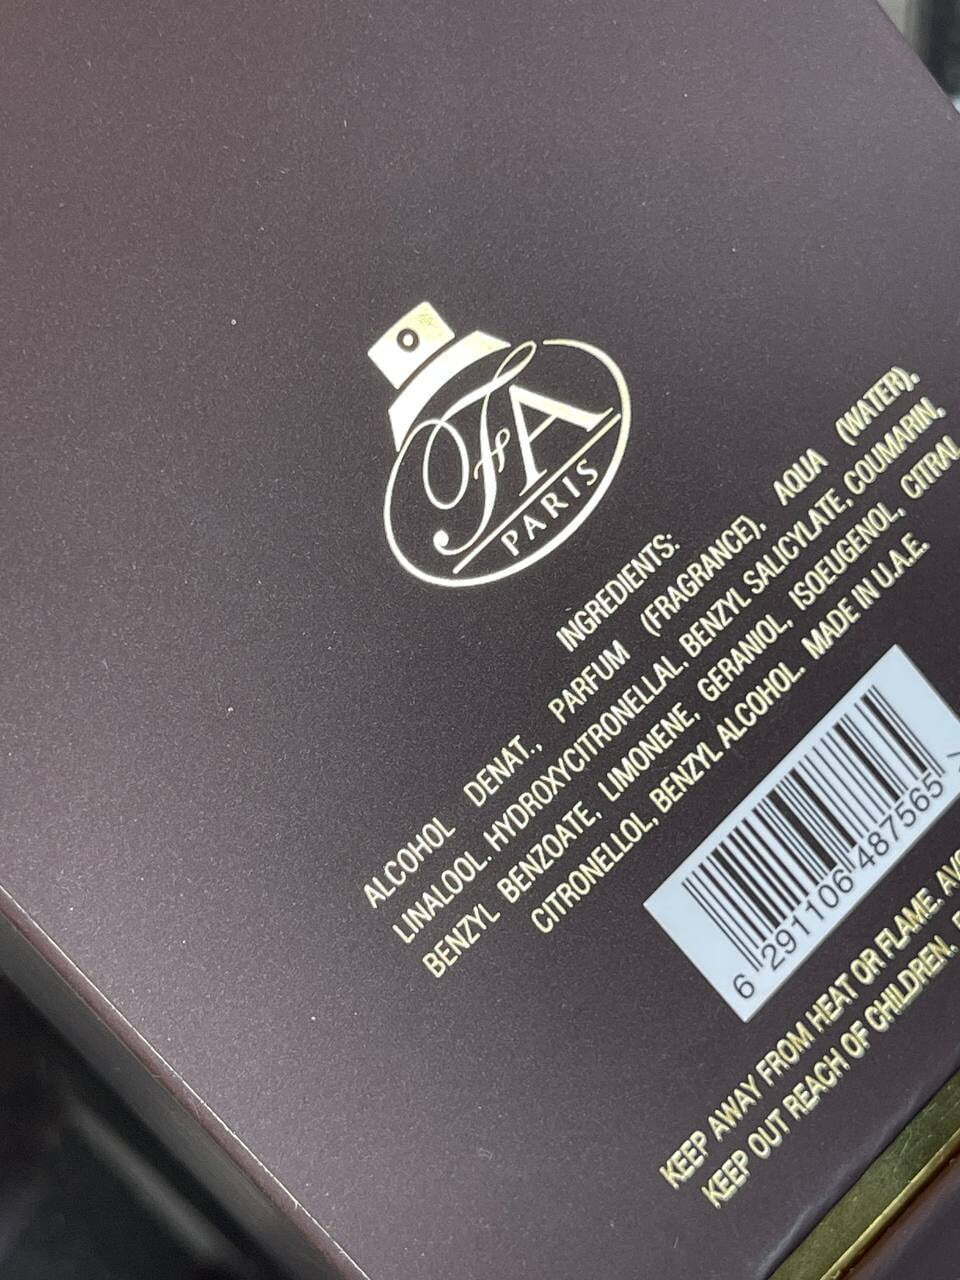 FA
PARIS
INGREDIENTS:
ALCOHOL DENAT., PARFUM (FRAGRANCE), AQUA (WATER),
LINALOOL. HYDROXYCITRONELLAL. BENZYL SALICYLATE, COUMARIN,
BENZYL BENZOATE, LIMONENE, GERANIOL, ISOEUGENOL, CITRAL
CITRONELLOL, BENZYL ALCOHOL. MADE IN U.A.E.
6 291106 487565
KEEP AWAY FROM HEAT OR FLAME.
KEEP OUT REACH OF CHILDREN.